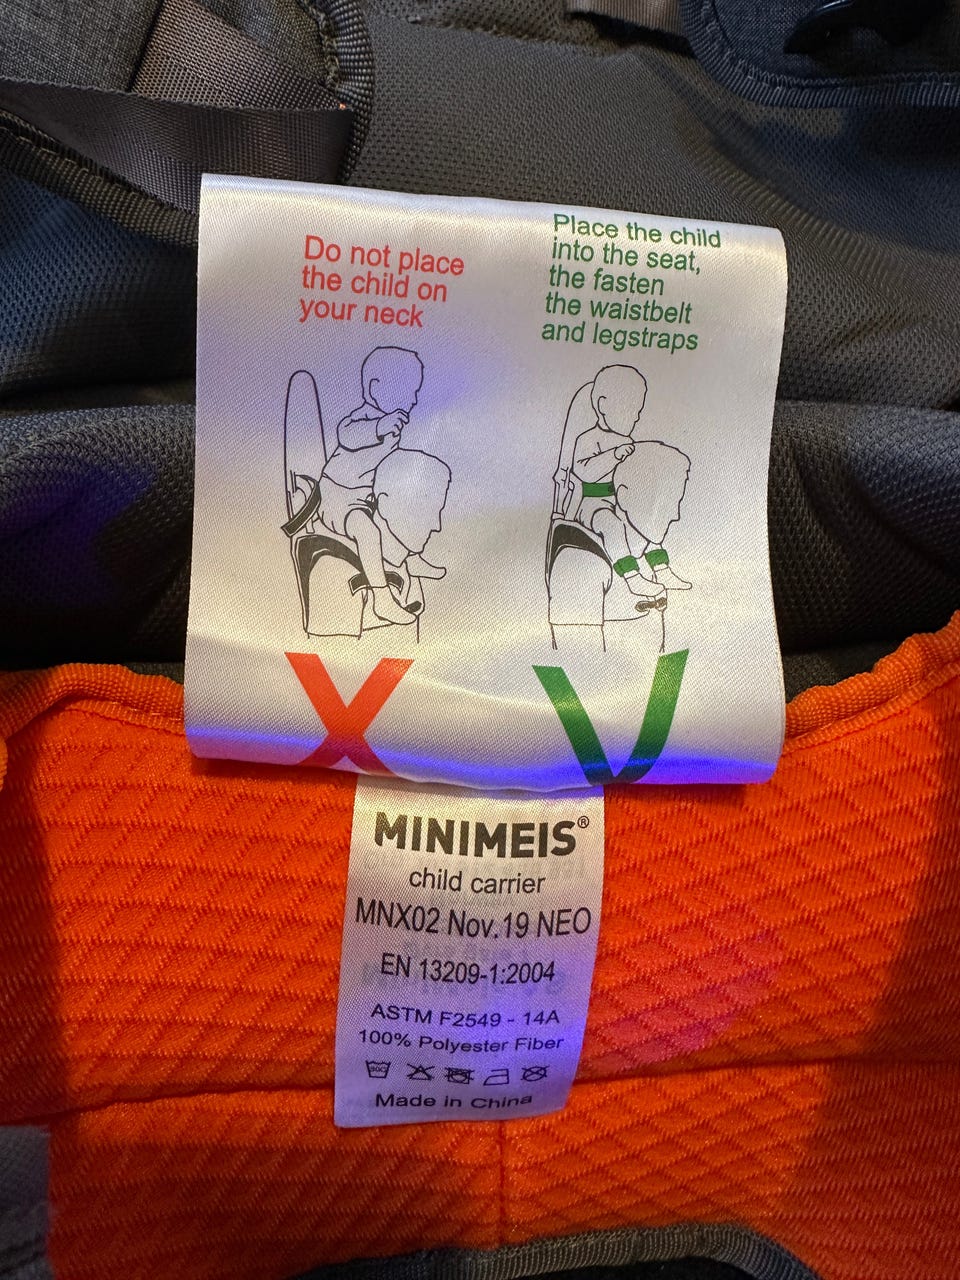 Do not place
the child on
your neck
Place the child
into the seat,
the fasten
the waistbelt
and legstraps
X
V
MINIMEIS®
child carrier
MNX02 Nov.19 NEO
EN 13209-1:2004
ASTM F2549 - 14A
100% Polyester Fiber
Made in China